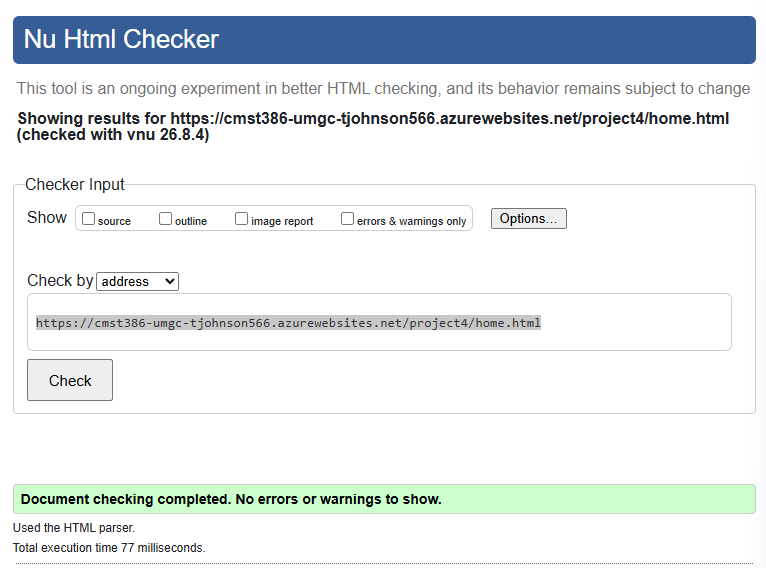 Nu Html Checker
This tool is an ongoing experiment in better HTML checking, and its behavior remains subject to change
Showing results for https://cmst386-umgc-tjohnson566.azurewebsites.net/project4/home.html
(checked with vnu 26.8.4)
Checker Input
Show source outline image report errors & warnings only Options...
Check by address
https://cmst386-umgc-tjohnson566.azurewebsites.net/project4/home.html
Check
Document checking completed. No errors or warnings to show.
Used the HTML parser.
Total execution time 77 milliseconds.